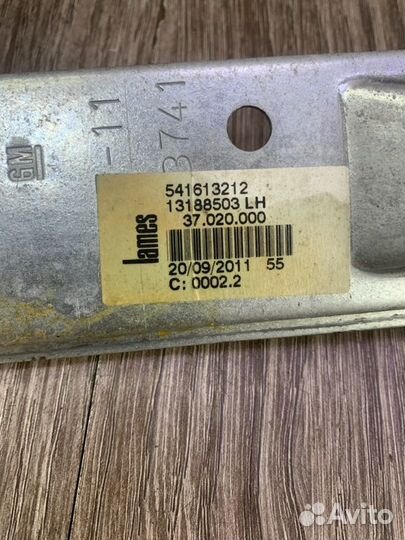 GM
-11
3741
lames
541613212
13188503 LH
37.020.000
20/09/2011 55
C: 0002.2
Avito